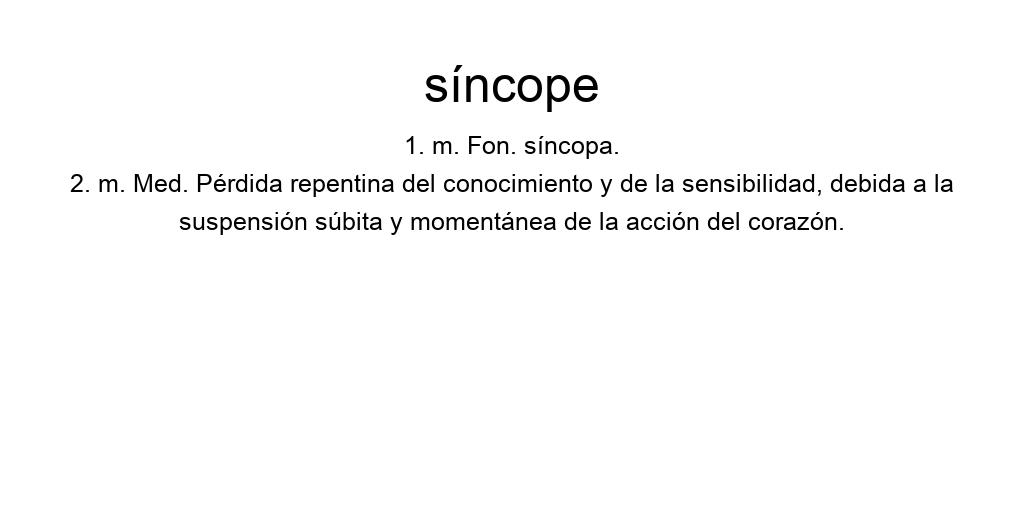 síncope
1. m. Fon. síncopa.
2. m. Med. Pérdida repentina del conocimiento y de la sensibilidad, debida a la
suspensión súbita y momentánea de la acción del corazón.